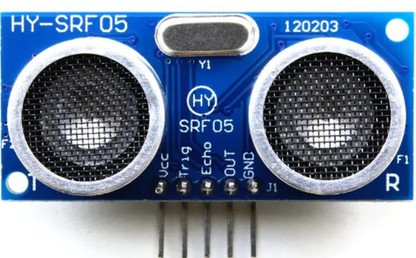 HY-SRF05 120203
Y1
HY
SRF05
Vcc Trig Echo OUT GND
J1
F1
T R